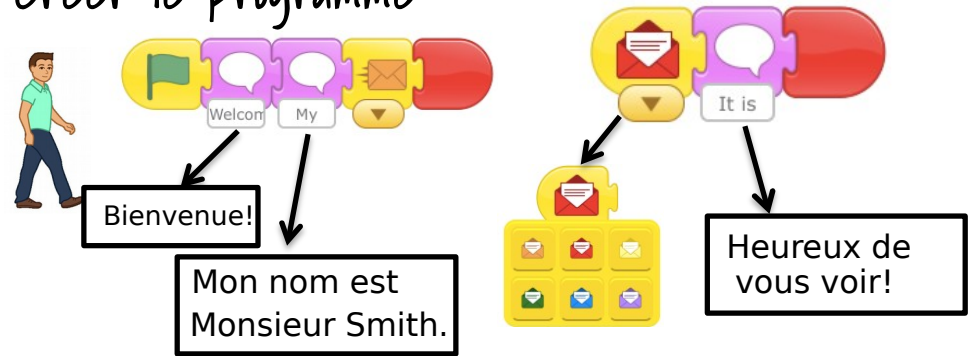 Créer le programme
Welcom
My
It is
Bienvenue!
Mon nom est
Monsieur Smith.
Heureux de
vous voir!